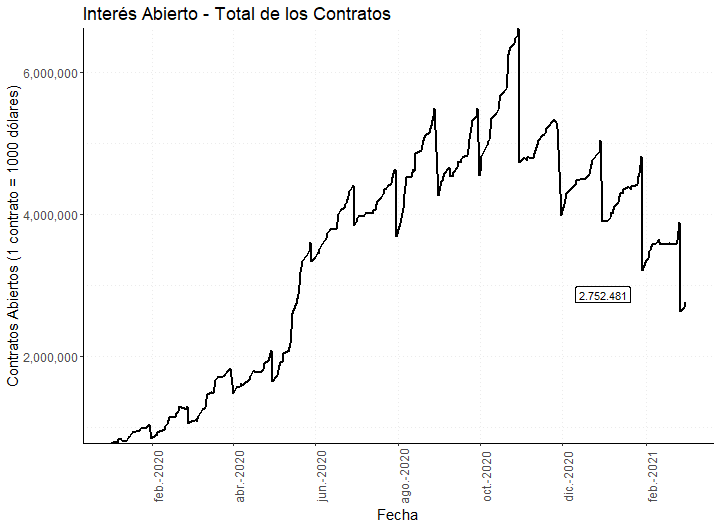 Interés Abierto - Total de los Contratos
Contratos Abiertos (1 contrato = 1000 dólares)
6,000,000
4,000,000
2,000,000
2.752.481
feb.-2020
abr.-2020
jun.-2020
ago.-2020
oct.-2020
dic.-2020
feb.-2021
Fecha